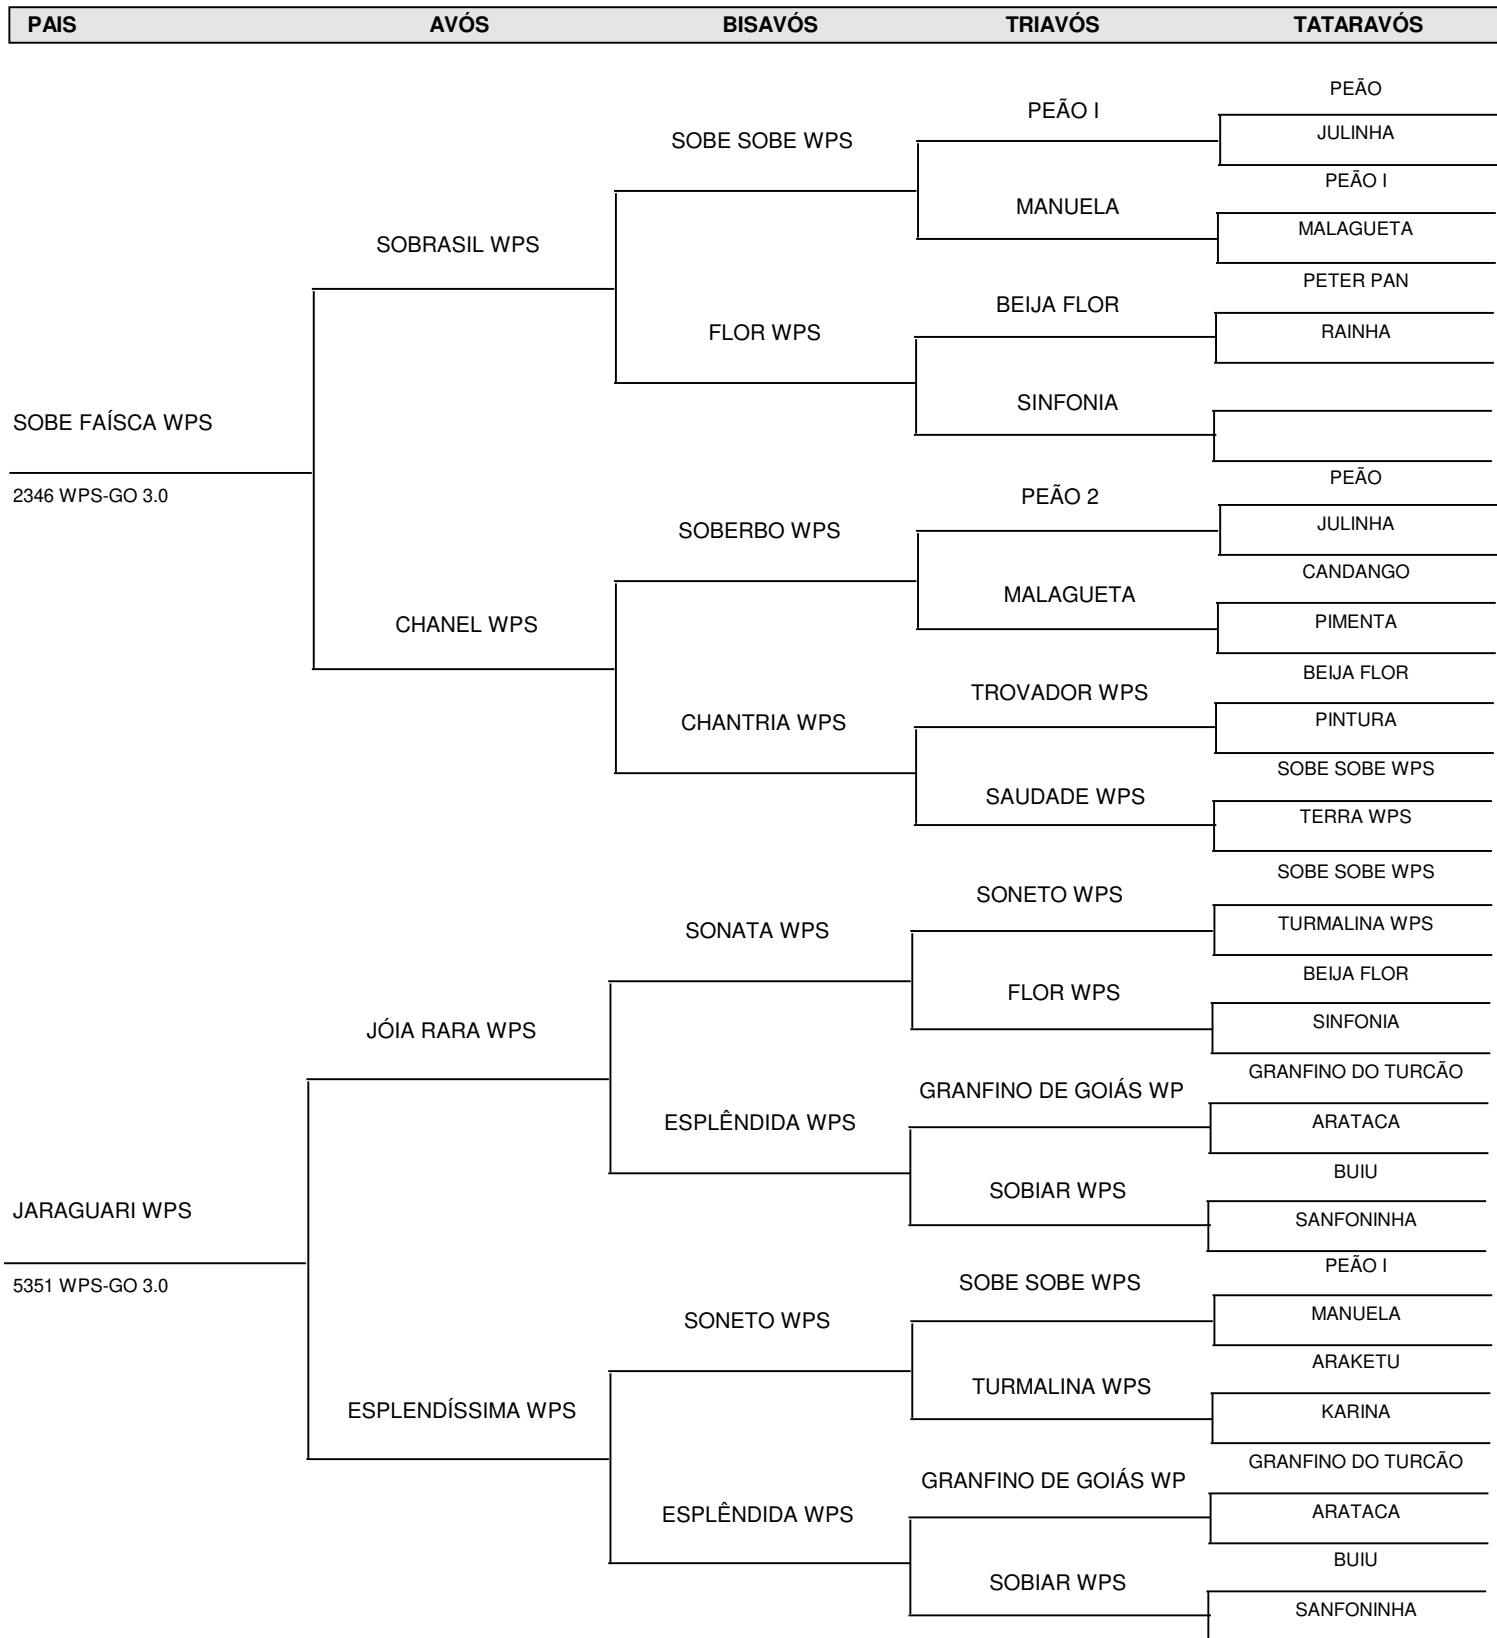 PAIS AVÓS BISAVÓS TRIAVÓS TATARAVÓS
PEÃO
PEÃO I
JULINHA
SOBE SOBE WPS
PEÃO I
MANUELA
MALAGUETA
SOBRASIL WPS
PETER PAN
BEIJA FLOR
RAINHA
FLOR WPS
SINFONIA
SOBE FAÍSCA WPS
2346 WPS-GO 3.0
PEÃO
PEÃO 2
JULINHA
SOBERBO WPS
CANDANGO
MALAGUETA
PIMENTA
CHANEL WPS
BEIJA FLOR
TROVADOR WPS
PINTURA
CHANTRIA WPS
SOBE SOBE WPS
SAUDADE WPS
TERRA WPS
SOBE SOBE WPS
SONETO WPS
TURMALINA WPS
SONATA WPS
BEIJA FLOR
FLOR WPS
SINFONIA
JÓIA RARA WPS
GRANFINO DO TURCÃO
GRANFINO DE GOIÁS WP
ARATACA
ESPLÊNDIDA WPS
BUIU
SOBIAR WPS
SANFONINHA
JARAGUARI WPS
5351 WPS-GO 3.0
PEÃO I
SOBE SOBE WPS
MANUELA
SONETO WPS
ARAKETU
TURMALINA WPS
KARINA
ESPLENDÍSSIMA WPS
GRANFINO DO TURCÃO
GRANFINO DE GOIÁS WP
ARATACA
ESPLÊNDIDA WPS
BUIU
SOBIAR WPS
SANFONINHA